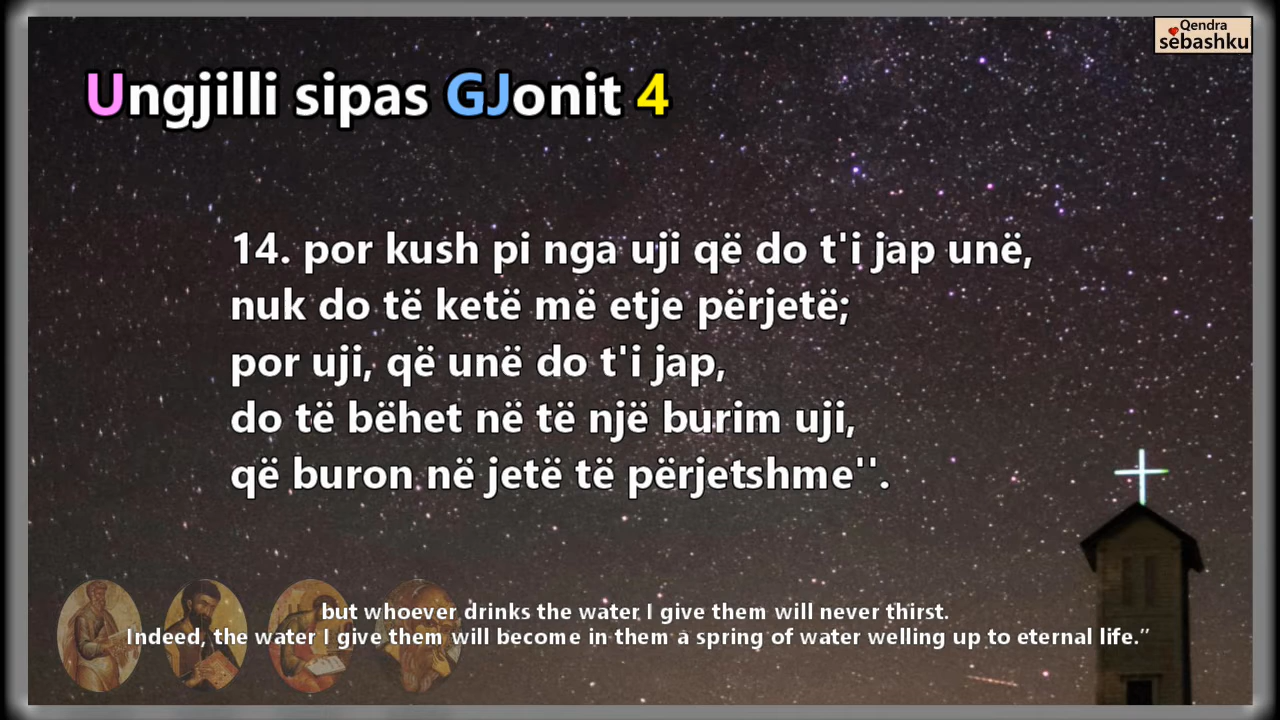 Qendra
sëbashku
Ungjilli sipas GJonit 4
14. por kush pi nga uji që do t'i jap unë,
nuk do të ketë më etje përjetë;
por uji, që unë do t'i jap,
do të bëhet në të një burim uji,
që buron në jetë të përjetshme''.
but whoever drinks the water I give them will never thirst.
Indeed, the water I give them will become in them a spring of water welling up to eternal life.”